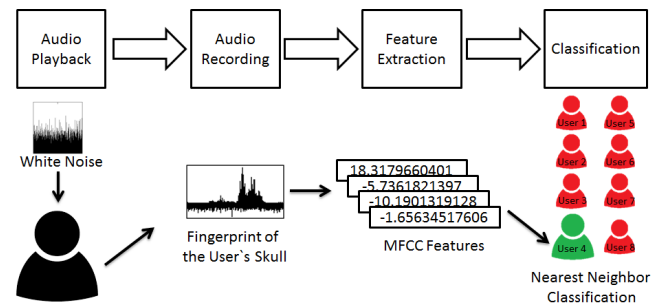 Audio
Playback
Audio
Recording
Feature
Extraction
Classification
White Noise
Fingerprint of
the User`s Skull
18.3179660401
-5.7361821397
-10.1901319128
-1.65634517606
MFCC Features
User 1
User 5
User 2
User 6
User 3
User 7
User 4
User 8
Nearest Neighbor
Classification